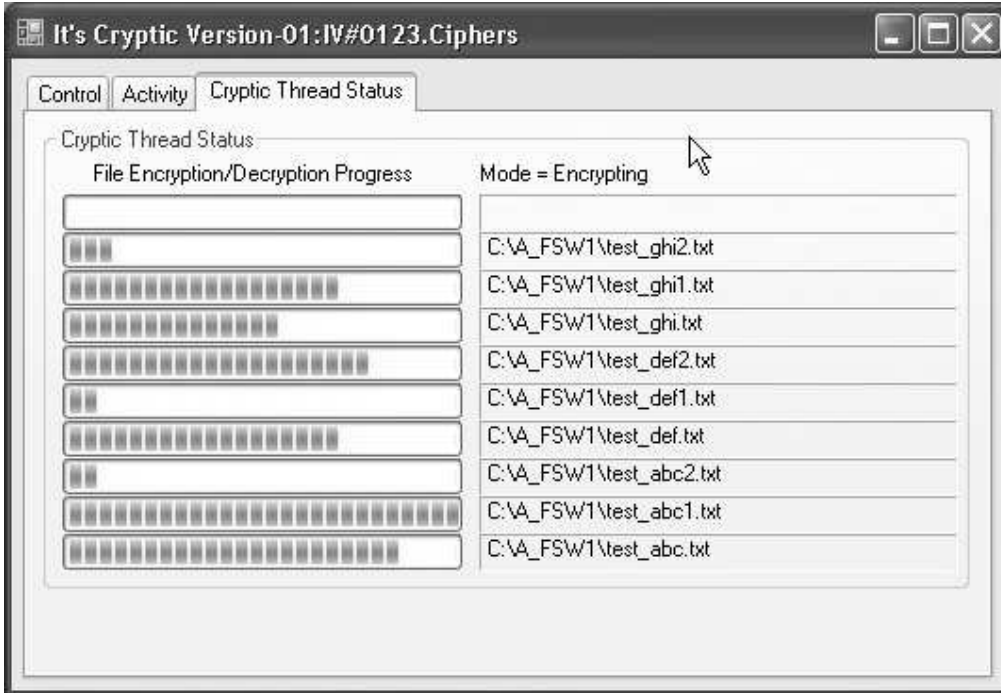 It's Cryptic Version-01:IV#0123.Ciphers
Control Activity Cryptic Thread Status
Cryptic Thread Status
File Encryption/Decryption Progress Mode = Encrypting
C:\A_FSW1\test_ghi2.txt
C:\A_FSW1\test_ghi1.txt
C:\A_FSW1\test_ghi.txt
C:\A_FSW1\test_def2.txt
C:\A_FSW1\test_def1.txt
C:\A_FSW1\test_def.txt
C:\A_FSW1\test_abc2.txt
C:\A_FSW1\test_abc1.txt
C:\A_FSW1\test_abc.txt